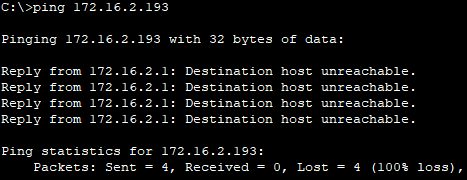 C:\>ping 172.16.2.193
Pinging 172.16.2.193 with 32 bytes of data:
Reply from 172.16.2.1: Destination host unreachable.
Reply from 172.16.2.1: Destination host unreachable.
Reply from 172.16.2.1: Destination host unreachable.
Reply from 172.16.2.1: Destination host unreachable.
Ping statistics for 172.16.2.193:
    Packets: Sent = 4, Received = 0, Lost = 4 (100% loss),